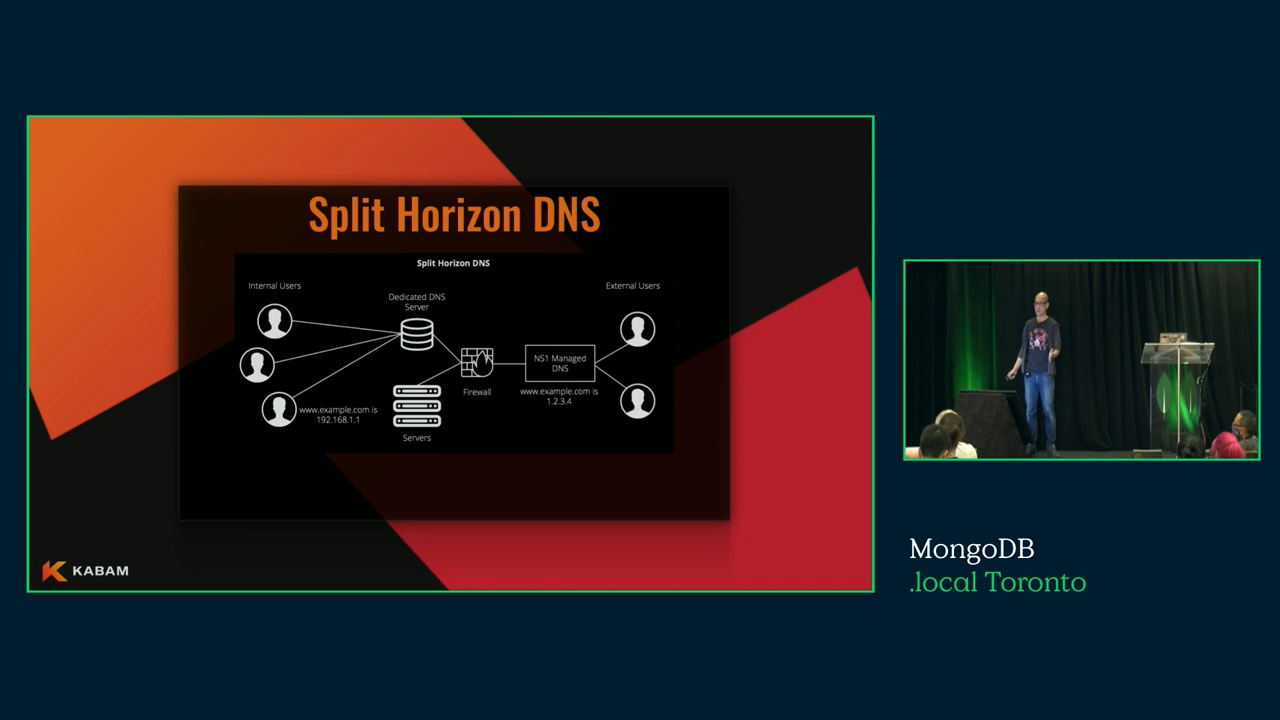 Split Horizon DNS
Split Horizon DNS
Internal Users
External Users
Dedicated DNS
Server
NS1 Managed
DNS
Firewall
www.example.com is
1.2.3.4
www.example.com is
192.168.1.1
Servers
KABAM
MongoDB
.local Toronto